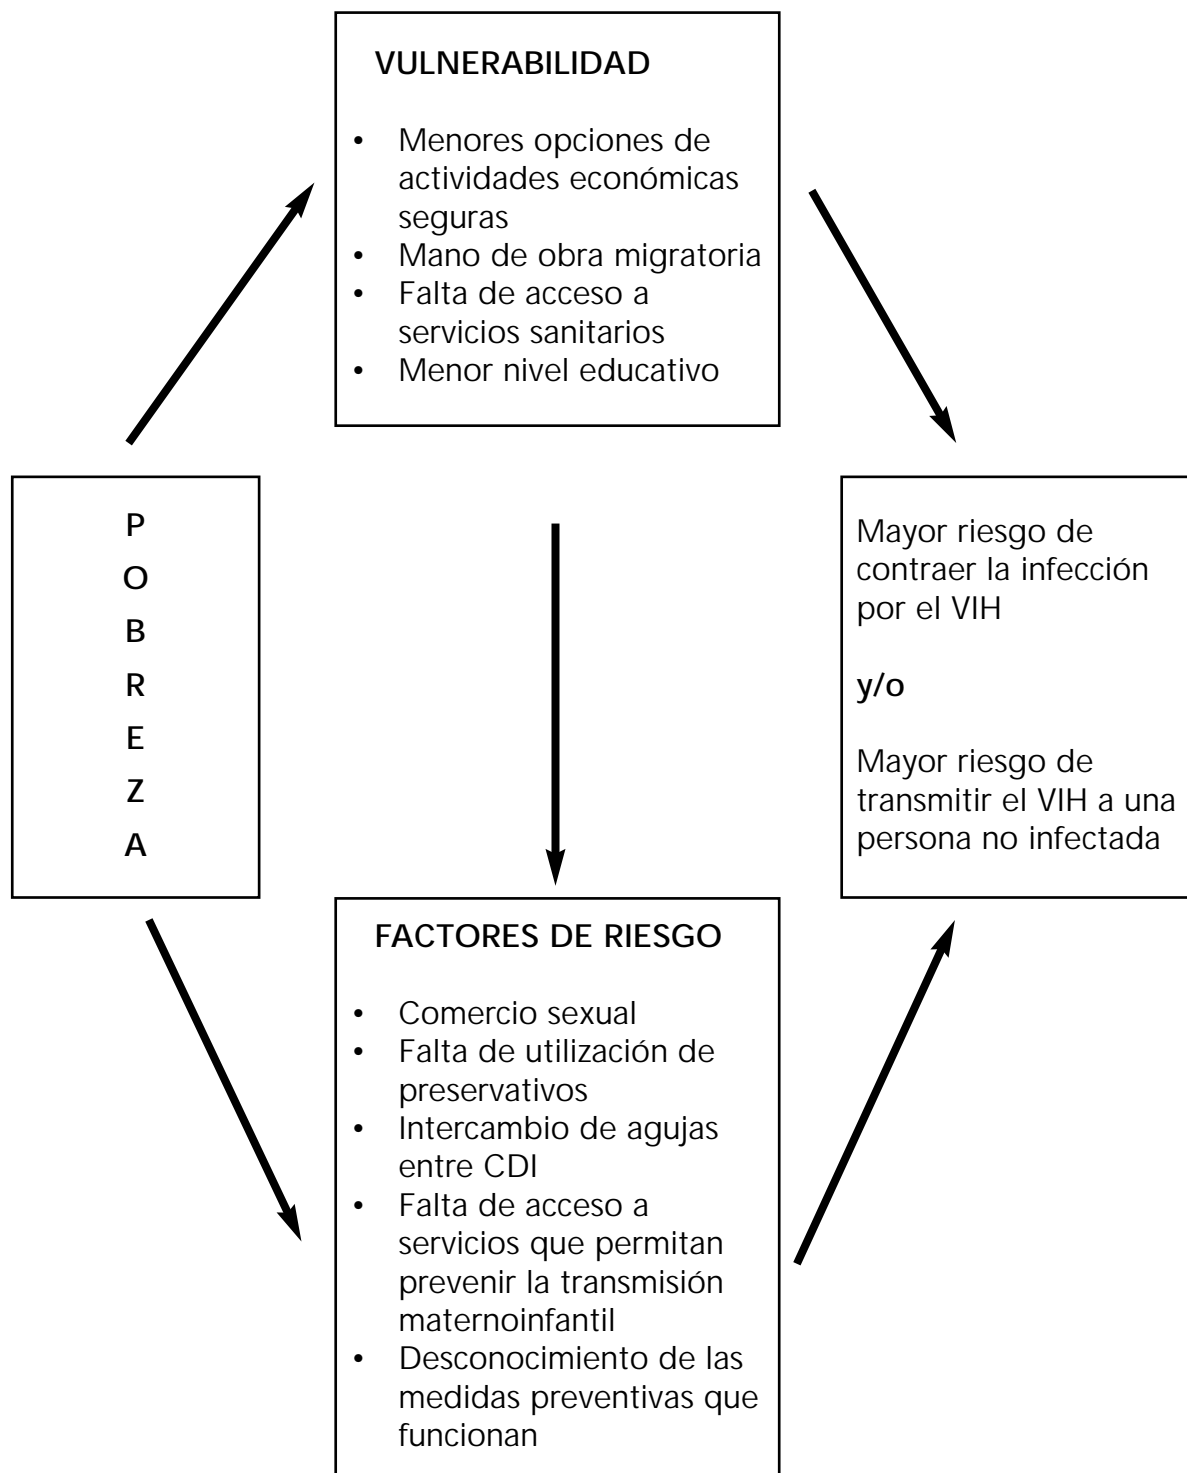 VULNERABILIDAD
• Menores opciones de
actividades económicas
seguras
• Mano de obra migratoria
• Falta de acceso a
servicios sanitarios
• Menor nivel educativo
P
O
B
R
E
Z
A
Mayor riesgo de
contraer la infección
por el VIH
y/o
Mayor riesgo de
transmitir el VIH a una
persona no infectada
FACTORES DE RIESGO
• Comercio sexual
• Falta de utilización de
preservativos
• Intercambio de agujas
entre CDI
• Falta de acceso a
servicios que permitan
prevenir la transmisión
maternoinfantil
• Desconocimiento de las
medidas preventivas que
funcionan